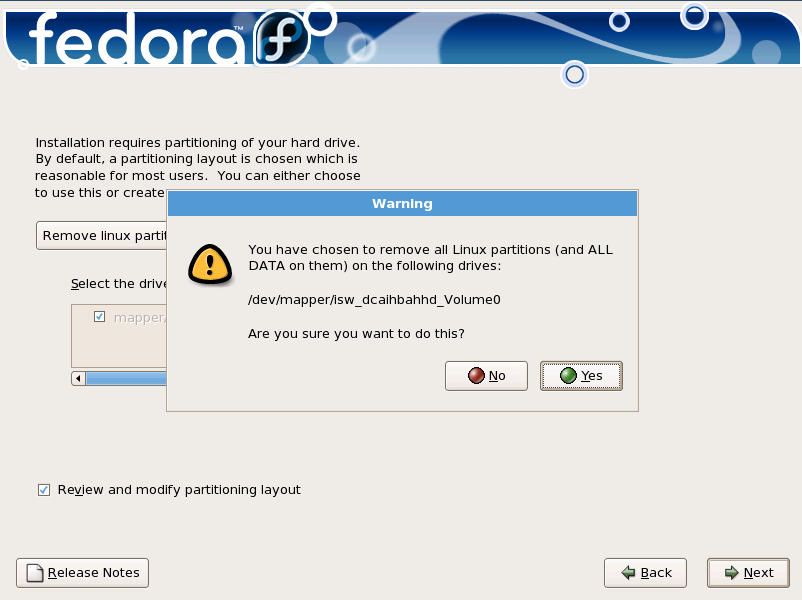 fedora™
Installation requires partitioning of your hard drive.
By default, a partitioning layout is chosen which is
reasonable for most users.  You can either choose
to use this or create
Warning
Remove linux partit
You have chosen to remove all Linux partitions (and ALL
DATA on them) on the following drives:
Select the drive
/dev/mapper/isw_dcaihbahhd_Volume0
mapper/
Are you sure you want to do this?
No
Yes
Review and modify partitioning layout
Release Notes
Back
Next